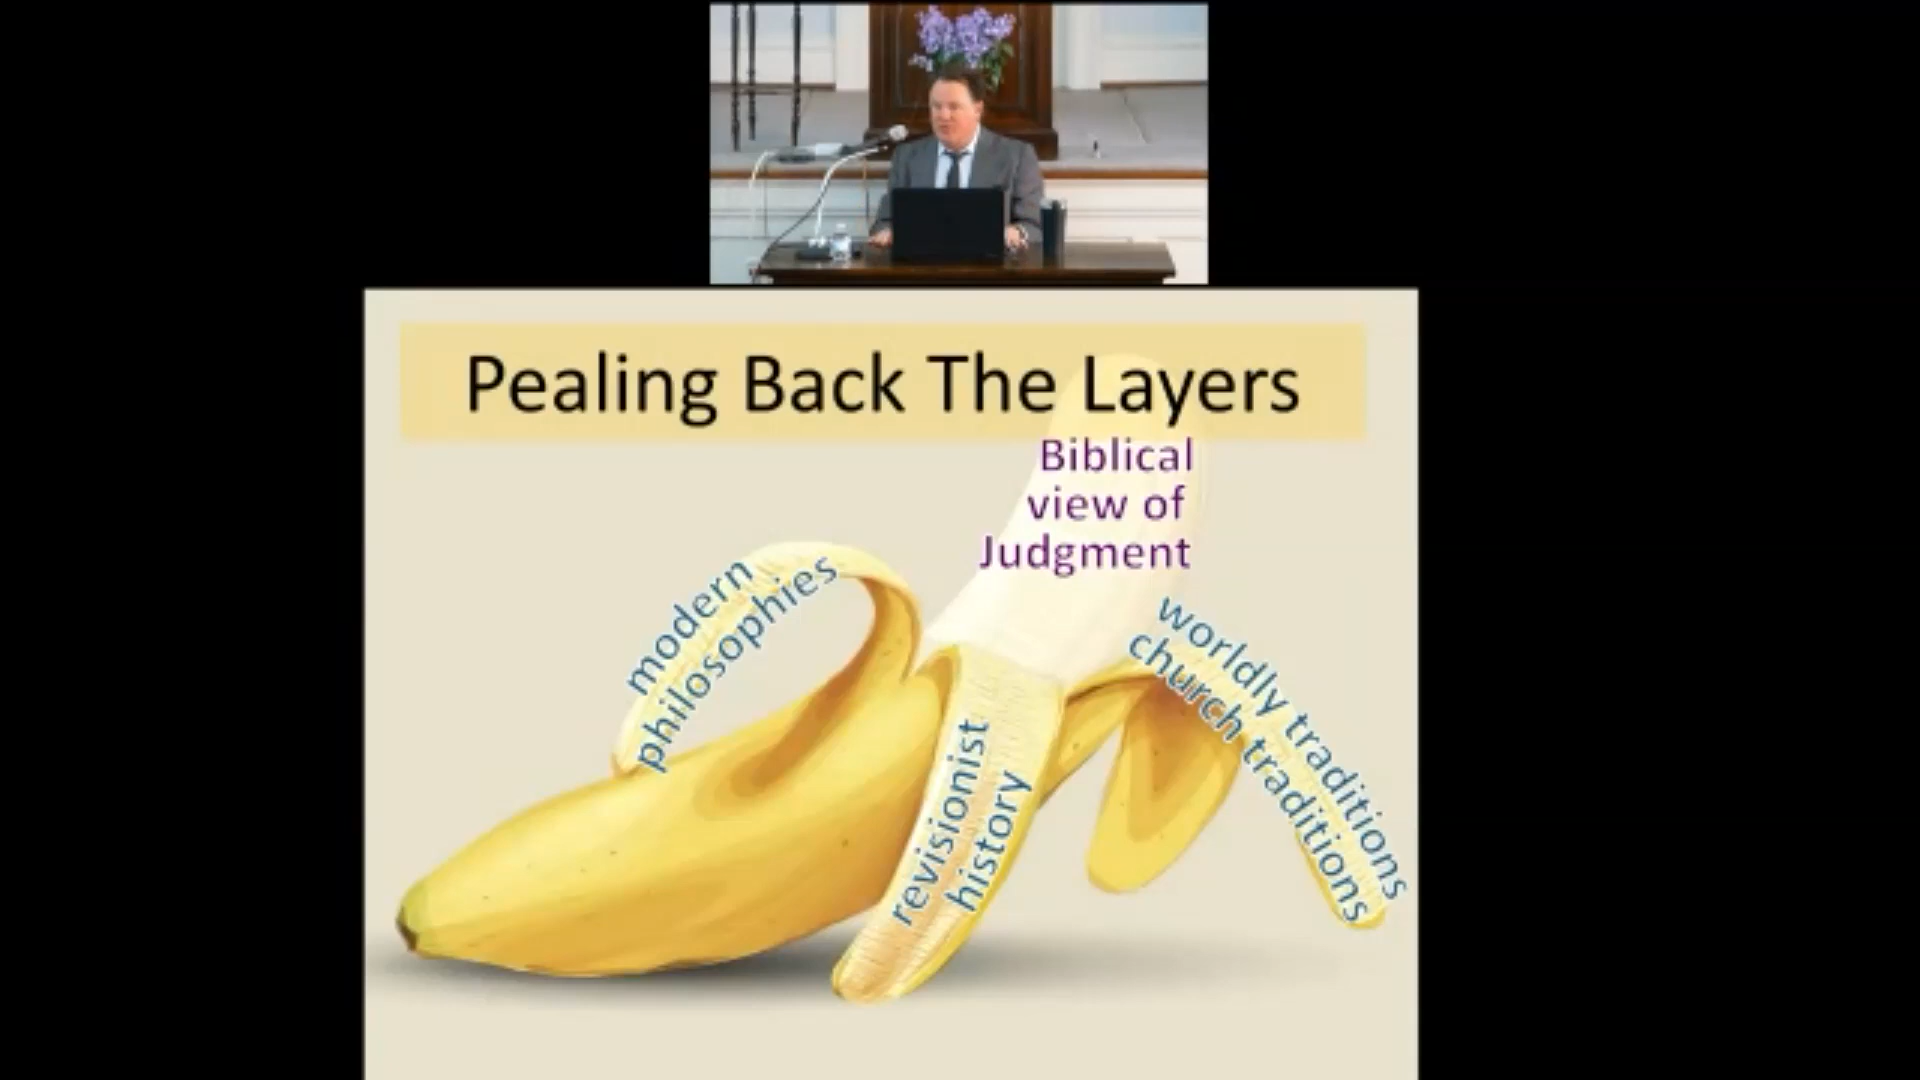 Pealing Back The Layers
Biblical
view of
Judgment
modern
philosophies
revisionist
history
worldly traditions
church traditions